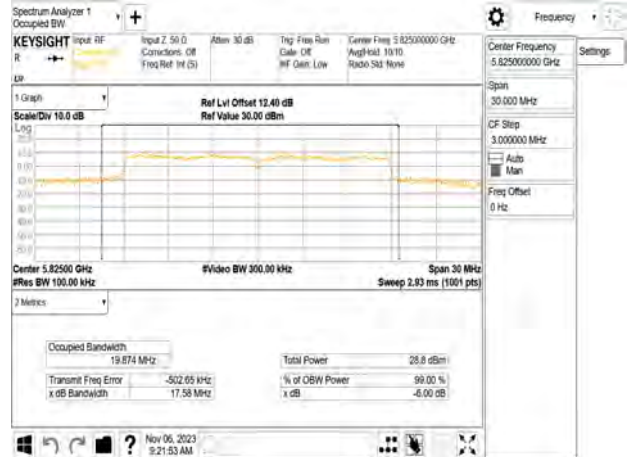 Spectrum Analyzer 1
Occupied BW
Frequency
KEYSIGHT
R
Input: RF
Input Z: 50 Ω
Corrections: Off
Freq Ref: Int (S)
Atten: 30 dB
Trig: Free Run
Gate: Off
#IF Gain: Low
Center Freq: 5.825000000 GHz
Avg|Hold: 10/10
Radio Std: None
Center Frequency
5.825000000 GHz
Settings
Span
30.000 MHz
CF Step
3.000000 MHz
Auto
Man
Freq Offset
0 Hz
1 Graph
Scale/Div 10.0 dB
Log
Ref Lvl Offset 12.40 dB
Ref Value 30.00 dBm
Center 5.82500 GHz
#Res BW 100.00 kHz
#Video BW 300.00 kHz
Span 30 MHz
Sweep 2.93 ms (1001 pts)
2 Metrics
Occupied Bandwidth
19.874 MHz
Total Power
28.8 dBm
Transmit Freq Error
-502.65 kHz
% of OBW Power
99.00 %
x dB Bandwidth
17.58 MHz
x dB
-6.00 dB
?
Nov 06, 2023
9:21:53 AM